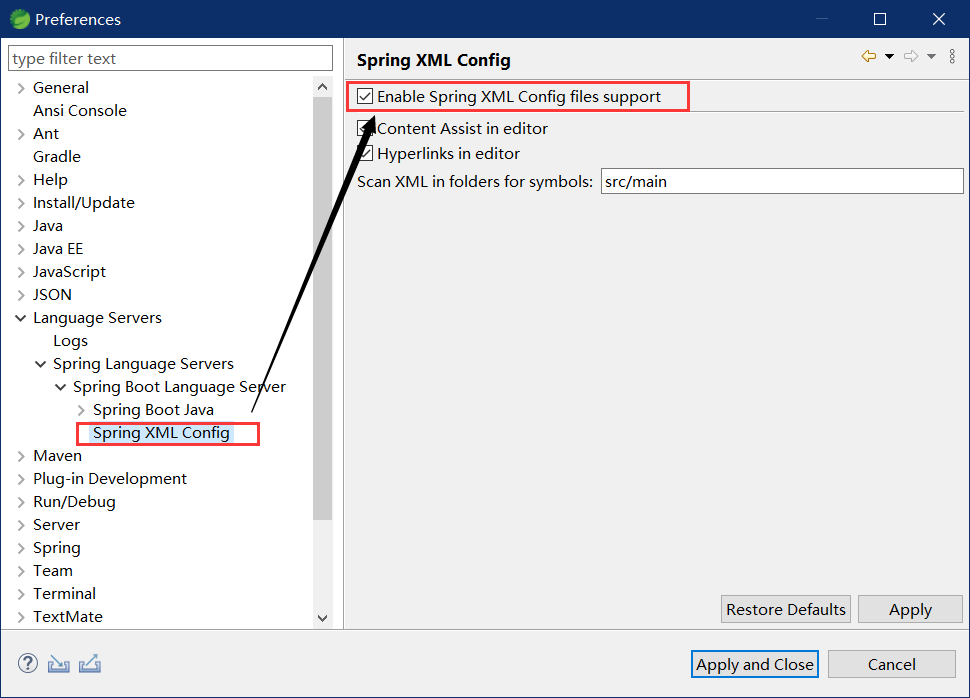 Preferences
type filter text
General
Ansi Console
Ant
Gradle
Help
Install/Update
Java
Java EE
JavaScript
JSON
Language Servers
Logs
Spring Language Servers
Spring Boot Language Server
Spring Boot Java
Spring XML Config
Maven
Plug-in Development
Run/Debug
Server
Spring
Team
Terminal
TextMate
Spring XML Config
Enable Spring XML Config files support
Content Assist in editor
Hyperlinks in editor
Scan XML in folders for symbols: src/main
Restore Defaults Apply
Apply and Close Cancel